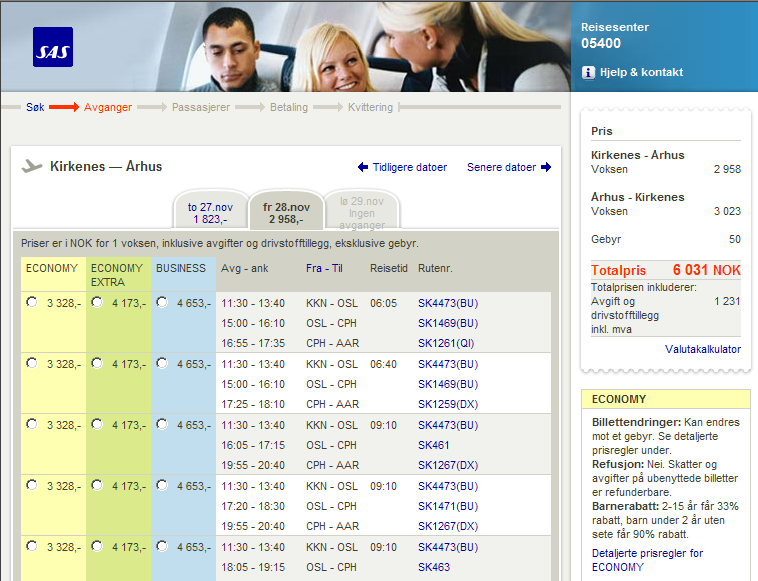 SAS
Reisesenter
05400
Hjelp & kontakt
Søk Avganger Passasjerer Betaling Kvittering
Kirkenes — Århus
Tidligere datoer Senere datoer
to 27.nov
1 823,-
fr 28.nov
2 958,-
lø 29.nov
Ingen
avganger
Priser er i NOK for 1 voksen, inklusive avgifter og drivstofftillegg, eksklusive gebyr.
ECONOMY ECONOMY EXTRA BUSINESS Avg - ank Fra - Til Reisetid Rutenr.
3 328,- 4 173,- 4 653,- 11:30 - 13:40 KKN - OSL 06:05 SK4473(BU)
15:00 - 16:10 OSL - CPH SK1469(BU)
16:55 - 17:35 CPH - AAR SK1261(QI)
3 328,- 4 173,- 4 653,- 11:30 - 13:40 KKN - OSL 06:40 SK4473(BU)
15:00 - 16:10 OSL - CPH SK1469(BU)
17:25 - 18:10 CPH - AAR SK1259(DX)
3 328,- 4 173,- 4 653,- 11:30 - 13:40 KKN - OSL 09:10 SK4473(BU)
16:05 - 17:15 OSL - CPH SK461
19:55 - 20:40 CPH - AAR SK1267(DX)
3 328,- 4 173,- 4 653,- 11:30 - 13:40 KKN - OSL 09:10 SK4473(BU)
17:20 - 18:30 OSL - CPH SK1471(BU)
19:55 - 20:40 CPH - AAR SK1267(DX)
3 328,- 4 173,- 4 653,- 11:30 - 13:40 KKN - OSL 09:10 SK4473(BU)
18:05 - 19:15 OSL - CPH SK463
Pris
Kirkenes - Århus
Voksen 2 958
Århus - Kirkenes
Voksen 3 023
Gebyr 50
Totalpris 6 031 NOK
Totalprisen inkluderer:
Avgift og 1 231
drivstofftillegg
inkl. mva
Valutakalkulator
ECONOMY
Billettendringer: Kan endres
mot et gebyr. Se detaljerte
prisregler under.
Refusjon: Nei. Skatter og
avgifter på ubenyttede billetter
er refunderbare.
Barnerabatt: 2-15 år får 33%
rabatt, barn under 2 år uten
sete får 90% rabatt.
Detaljerte prisregler for
ECONOMY